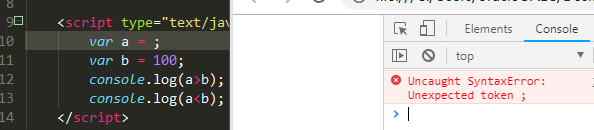 8
9 <script type="text/jav
10 var a = ;
11 var b = 100;
12 console.log(a>b);
13 console.log(a<b);
14 </script>
Elements Console
top
Uncaught SyntaxError:
Unexpected token ;